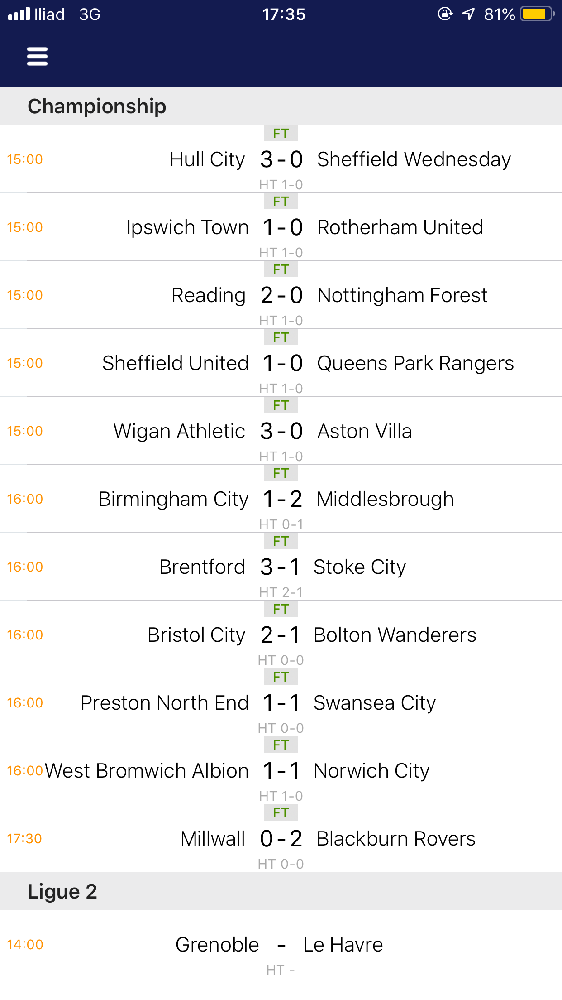 Iliad 3G 17:35 81%
Championship
FT
15:00 Hull City 3-0 Sheffield Wednesday
HT 1-0
FT
15:00 Ipswich Town 1-0 Rotherham United
HT 1-0
FT
15:00 Reading 2-0 Nottingham Forest
HT 1-0
FT
15:00 Sheffield United 1-0 Queens Park Rangers
HT 1-0
FT
15:00 Wigan Athletic 3-0 Aston Villa
HT 1-0
FT
16:00 Birmingham City 1-2 Middlesbrough
HT 0-1
FT
16:00 Brentford 3-1 Stoke City
HT 2-1
FT
16:00 Bristol City 2-1 Bolton Wanderers
HT 0-0
FT
16:00 Preston North End 1-1 Swansea City
HT 0-0
FT
16:00 West Bromwich Albion 1-1 Norwich City
HT 1-0
FT
17:30 Millwall 0-2 Blackburn Rovers
HT 0-0
Ligue 2
14:00 Grenoble - Le Havre
HT -